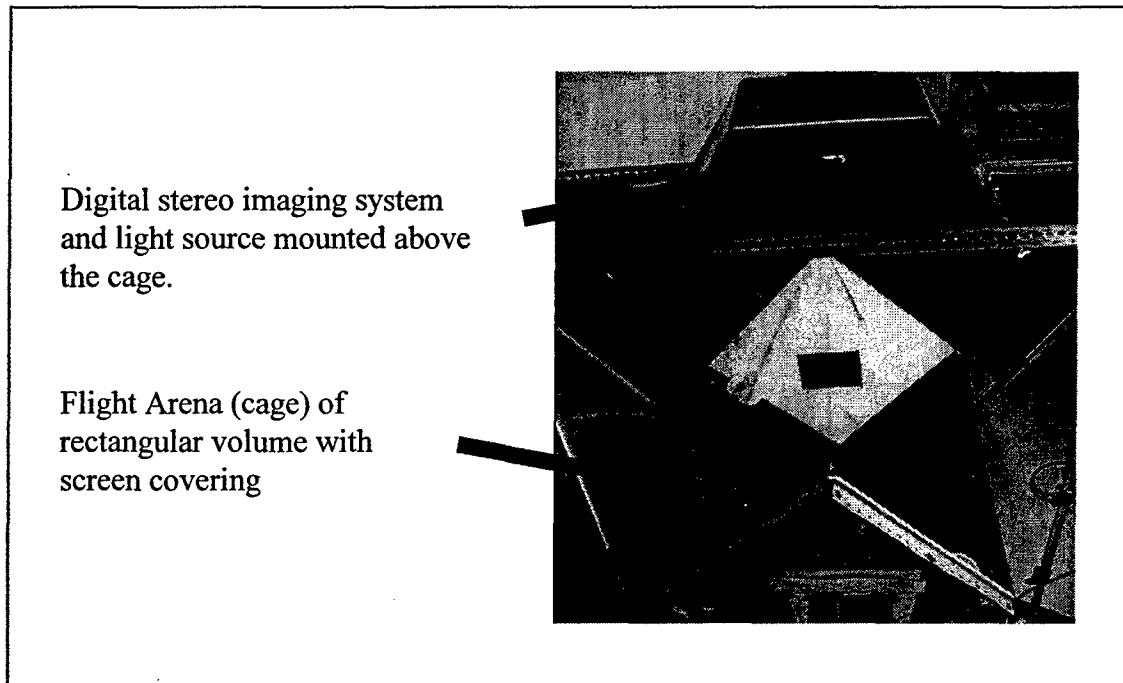 Digital stereo imaging system
and light source mounted above
the cage.
Flight Arena (cage) of
rectangular volume with
screen covering